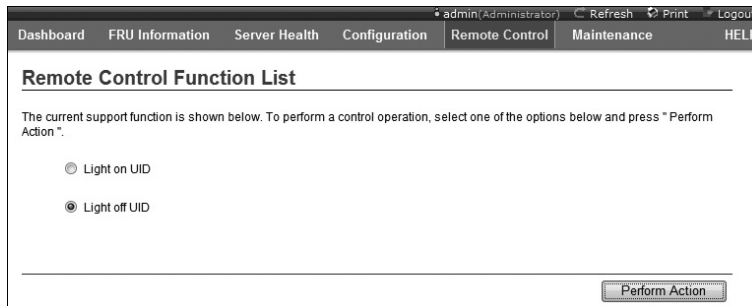 admin(Administrator) Refresh Print Logou
Dashboard FRU Information Server Health Configuration Remote Control Maintenance HEL
Remote Control Function List
The current support function is shown below. To perform a control operation, select one of the options below and press " Perform
Action ".
Light on UID
Light off UID
Perform Action